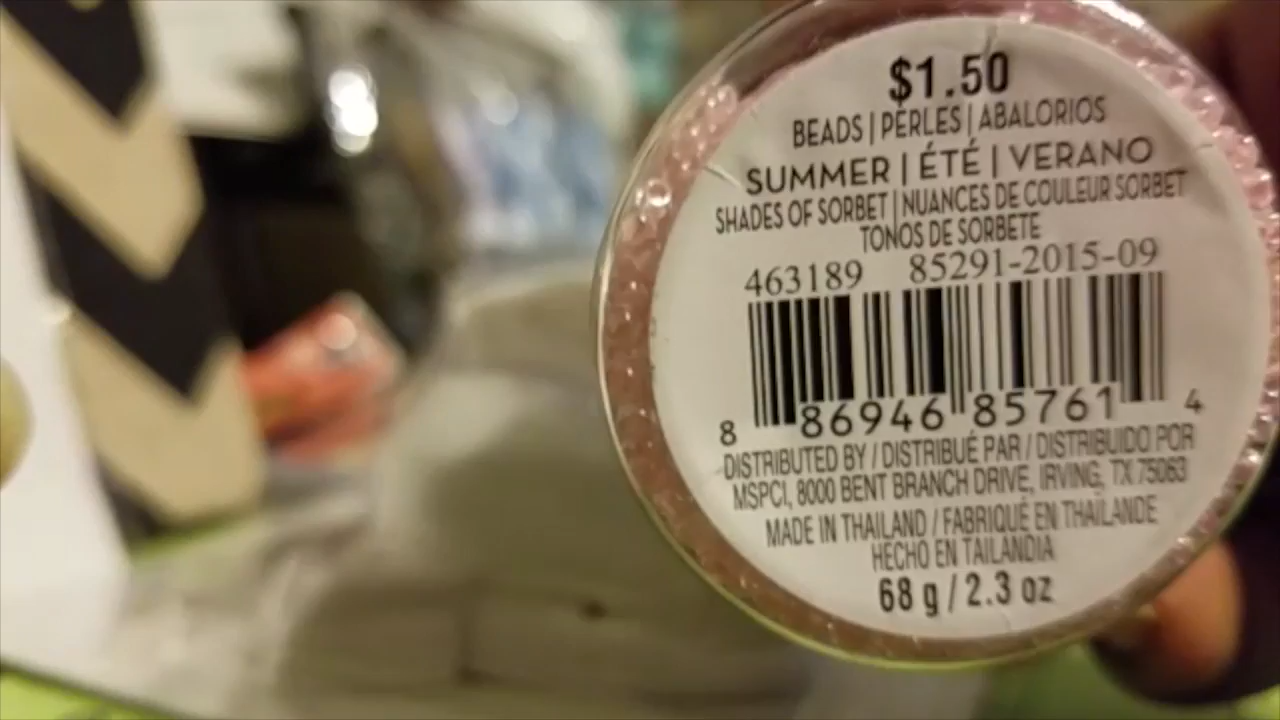 $1.50
BEADS | PERLES | ABALORIOS
SUMMER | ÉTÉ | VERANO
SHADES OF SORBET | NUANCES DE COULEUR SORBET
TONOS DE SORBETE
463189 85291-2015-09
8 86946 85761 4
DISTRIBUTED BY / DISTRIBUÉ PAR / DISTRIBUIDO POR
MSPCI, 8000 BENT BRANCH DRIVE, IRVING, TX 75063
MADE IN THAILAND / FABRIQUÉ EN THAÏLANDE
HECHO EN TAILANDIA
68 g / 2.3 oz